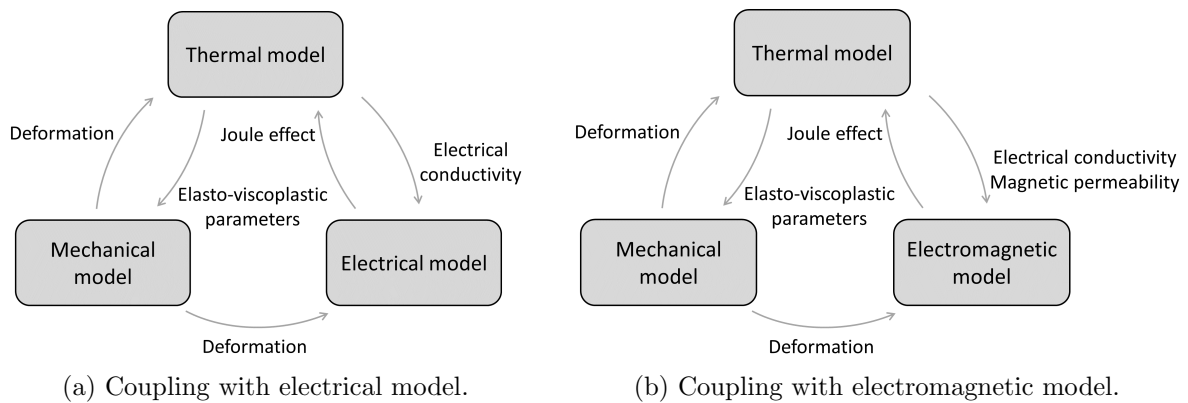 Thermal model
Deformation
Joule effect
Electrical
conductivity
Elasto-viscoplastic
parameters
Mechanical
model
Electrical model
Deformation
(a) Coupling with electrical model.
Thermal model
Deformation
Joule effect
Electrical conductivity
Magnetic permeability
Elasto-viscoplastic
parameters
Mechanical
model
Electromagnetic
model
Deformation
(b) Coupling with electromagnetic model.